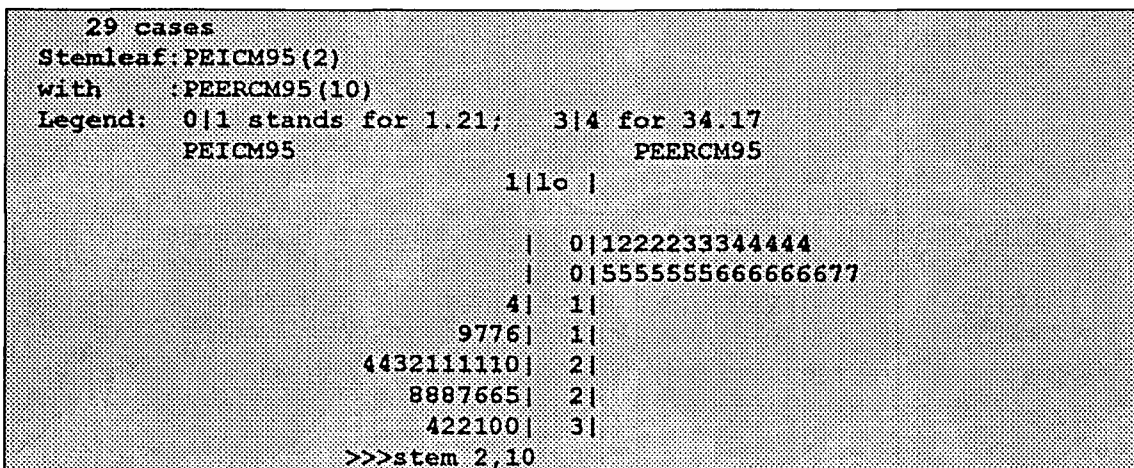 29 cases
Stemleaf:PEICM95(2)
with :PEERCM95(10)
Legend: 0|1 stands for 1.21; 3|4 for 34.17
PEICM95 PEERCM95
1|lo |
| 0|1222233344444
| 0|5555555666666677
4| 1|
9776| 1|
4432111110| 2|
8887665| 2|
422100| 3|
>>>stem 2,10